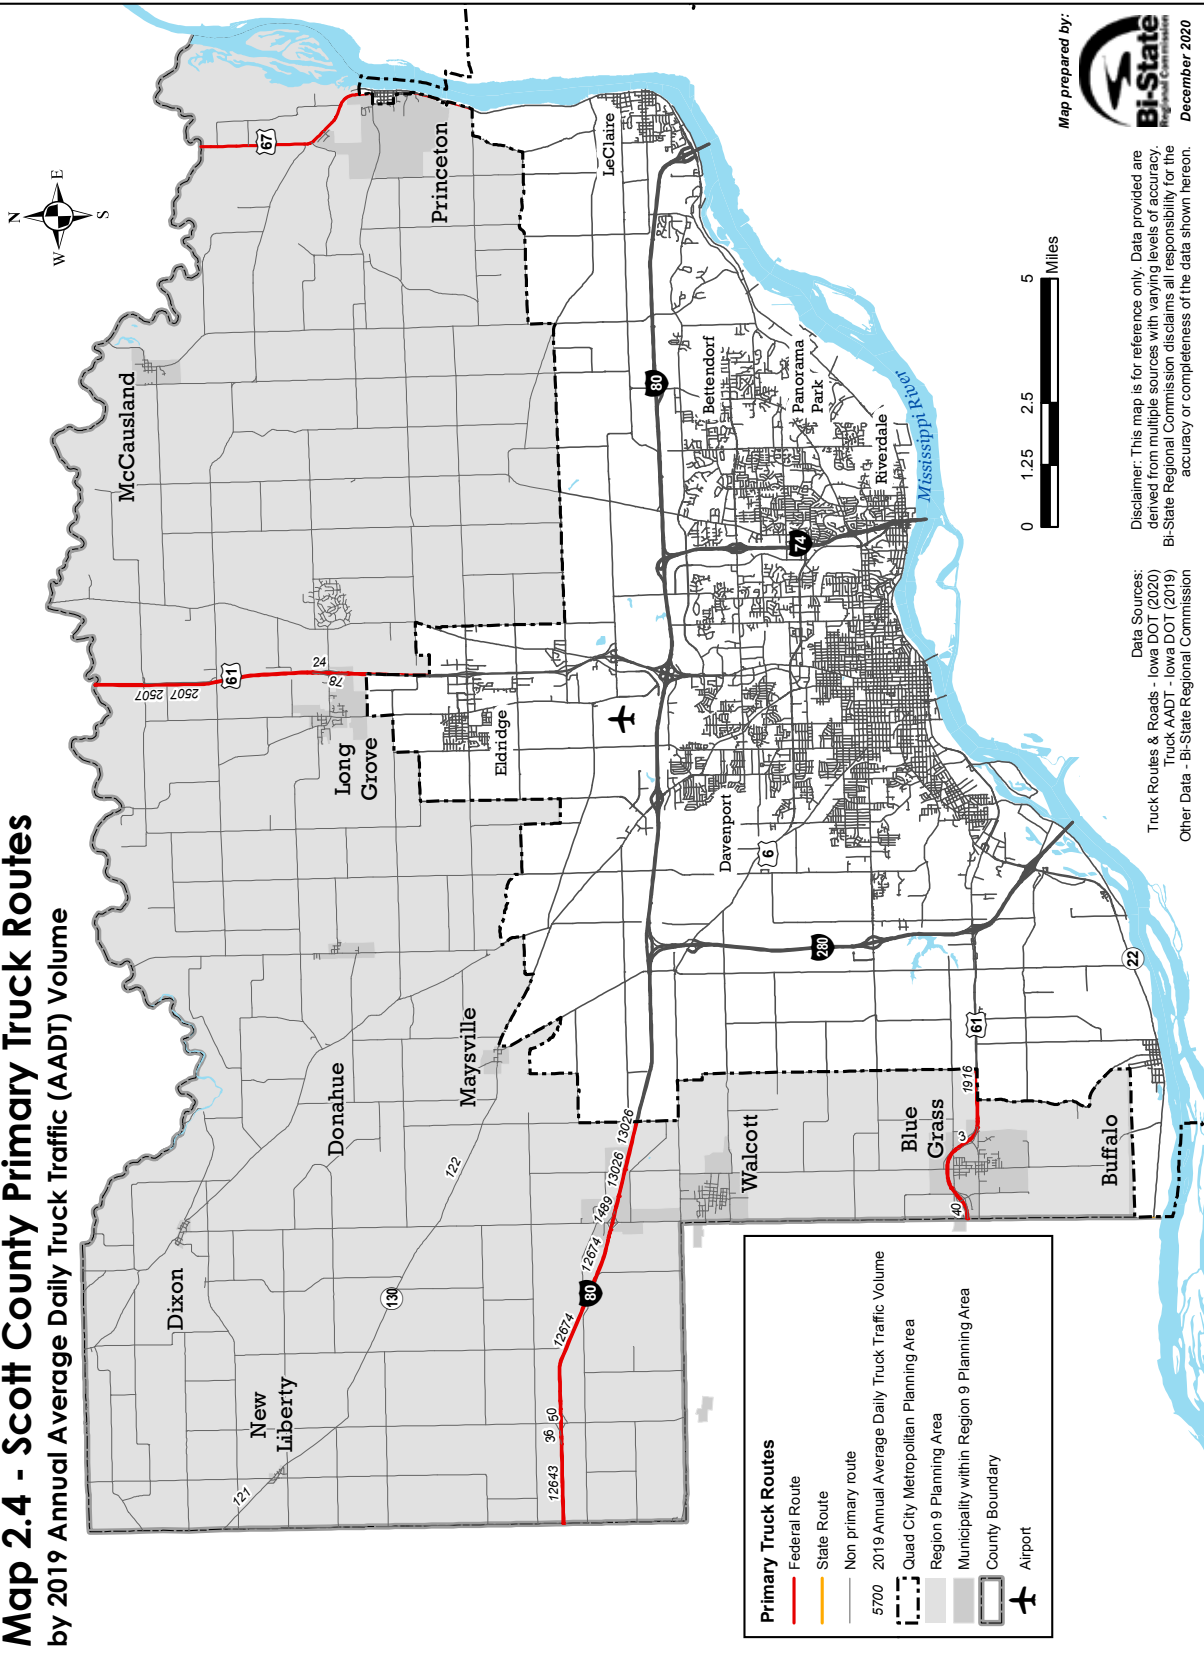 Map 2.4 - Scott County Primary Truck Routes
by 2019 Annual Average Daily Truck Traffic (AADT) Volume
N
W
E
S
67
Princeton
McCausland
LeClaire
2507
2507
61
24
78
Long
Grove
Eldridge
80
Bettendorf
Panorama
Park
Riverdale
74
Mississippi River
Davenport
6
280
Donahue
Maysville
Dixon
New
Liberty
121
122
130
12643
36
50
12674
80
12674
1489
13026
13026
Walcott
Blue
Grass
40
3
1916
61
22
Buffalo
Primary Truck Routes
Federal Route
State Route
Non primary route
5700 2019 Annual Average Daily Truck Traffic Volume
Quad City Metropolitan Planning Area
Region 9 Planning Area
Municipality within Region 9 Planning Area
County Boundary
Airport
0 1.25 2.5 5
Miles
Data Sources:
Truck Routes & Roads - Iowa DOT (2020)
Truck AADT - Iowa DOT (2019)
Other Data - Bi-State Regional Commission
Disclaimer: This map is for reference only. Data provided are
derived from multiple sources with varying levels of accuracy.
Bi-State Regional Commission disclaims all responsibility for the
accuracy or completeness of the data shown hereon.
Map prepared by:
Bi-State
Regional Commission
December 2020